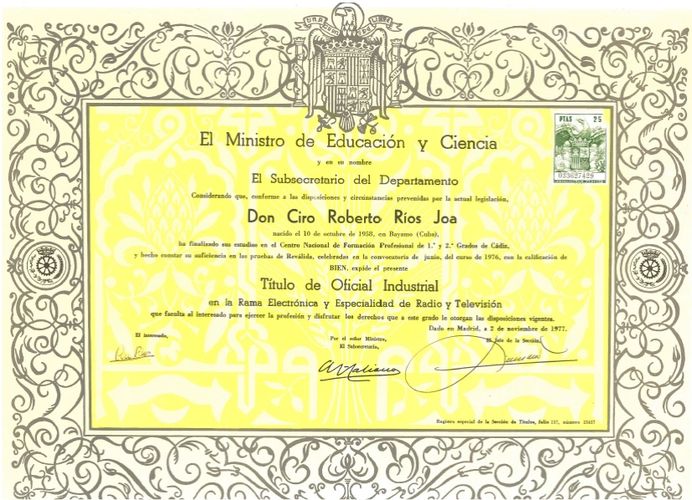 PTAS 25
El Ministro de Educación y Ciencia
y en su nombre
El Subsecretario del Departamento
Considerando que, conforme a las disposiciones y circunstancias prevenidas por la actual legislación,
Don Ciro Roberto Ríos Joa
nacido el 10 de octubre de 1958, en Bayamo (Cuba),
ha finalizado sus estudios en el Centro Nacional de Formación Profesional de 1.º y 2.º Grados de Cádiz,
y hecho constar su suficiencia en las pruebas de Reválida, celebradas en la convocatoria de junio, del curso de 1976, con la calificación de
BIEN, expide el presente
Título de Oficial Industrial
en la Rama Electrónica y Especialidad de Radio y Televisión
que faculta al interesado para ejercer la profesión y disfrutar los derechos que a este grado le otorgan las disposiciones vigentes.
Dado en Madrid, a 2 de noviembre de 1977.
El interesado,
Por el señor Ministro,
El Subsecretario,
El Jefe de la Sección,
Registro especial de la Sección de Títulos, folio 157, número